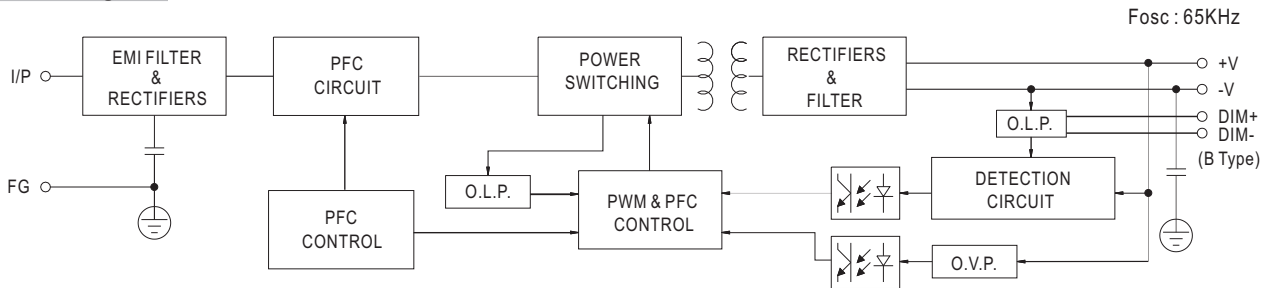 Fosc : 65KHz
I/P
EMI FILTER
&
RECTIFIERS
PFC
CIRCUIT
POWER
SWITCHING
RECTIFIERS
&
FILTER
+V
-V
O.L.P.
DIM+
DIM-
(B Type)
FG
O.L.P.
PFC
CONTROL
PWM & PFC
CONTROL
DETECTION
CIRCUIT
O.V.P.